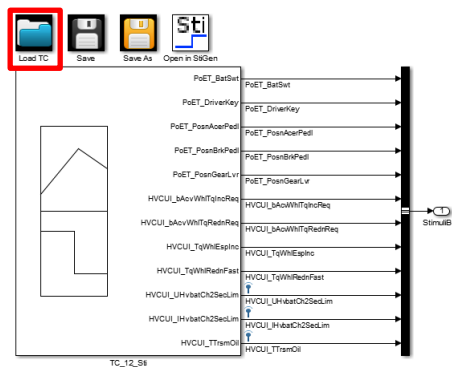 Sti
Load TC Save Save As Open in StiGen
PoET_BatSwt PoET_BatSwt
PoET_DriverKey PoET_DriverKey
PoET_PosnAcerPedl PoET_PosnAcerPedl
PoET_PosnBrkPedl PoET_PosnBrkPedl
PoET_PosnGearLvr PoET_PosnGearLvr
HVCUI_bAcvWhlTqIncReq HVCUI_bAcvWhlTqIncReq
1
StimuliB
HVCUI_bAcvWhlTqRednReq HVCUI_bAcvWhlTqRednReq
HVCUI_TqWhlEspInc HVCUI_TqWhlEspInc
HVCUI_TqWhlRednFast HVCUI_TqWhlRednFast
HVCUI_UHvbatCh2SecLim HVCUI_UHvbatCh2SecLim
HVCUI_IHvbatCh2SecLim HVCUI_IHvbatCh2SecLim
HVCUI_TTrsmOil HVCUI_TTrsmOil
TC_12_Sti